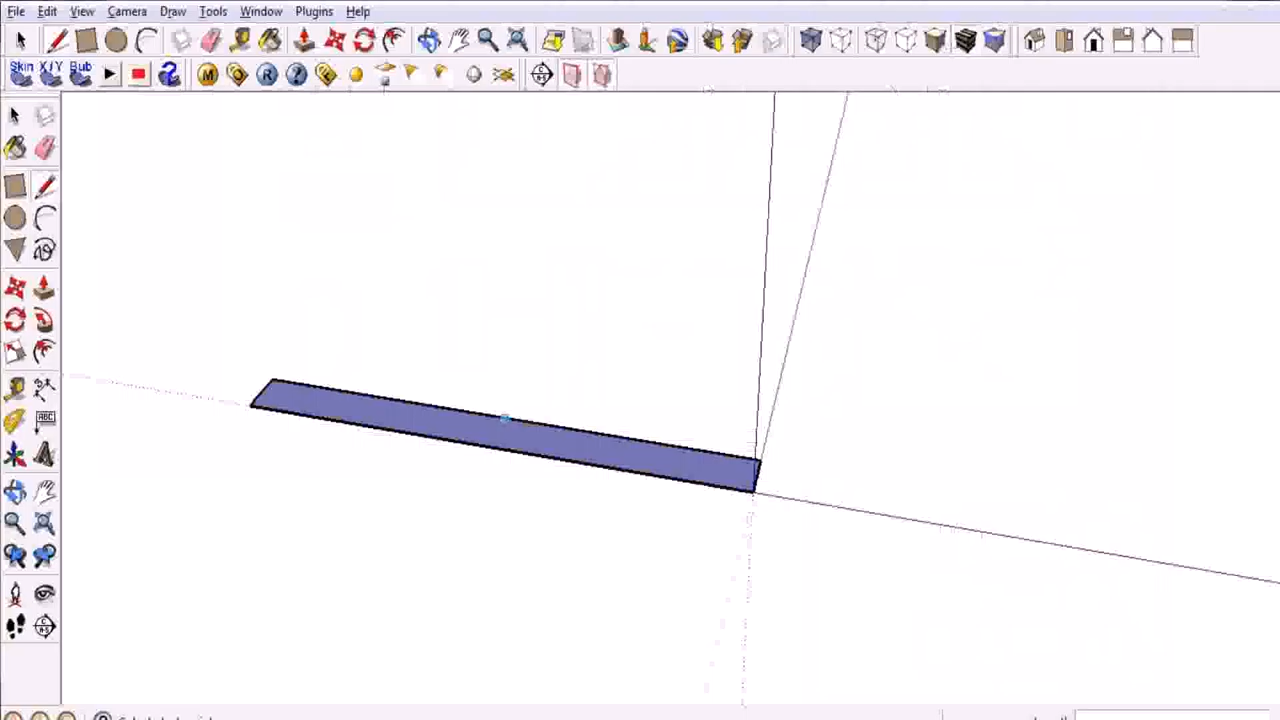 File Edit View Camera Draw Tools Window Plugins Help
Skin X/Y Bub
M R ?
ABC